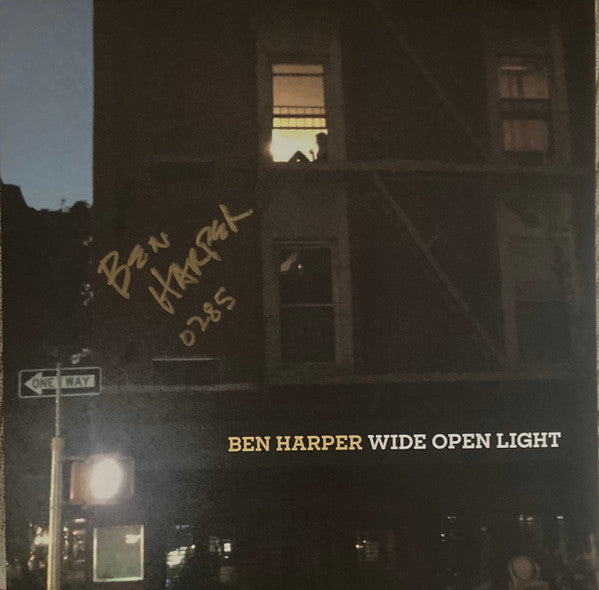 BEN
HARPER
0285
ONE WAY
BEN HARPER WIDE OPEN LIGHT